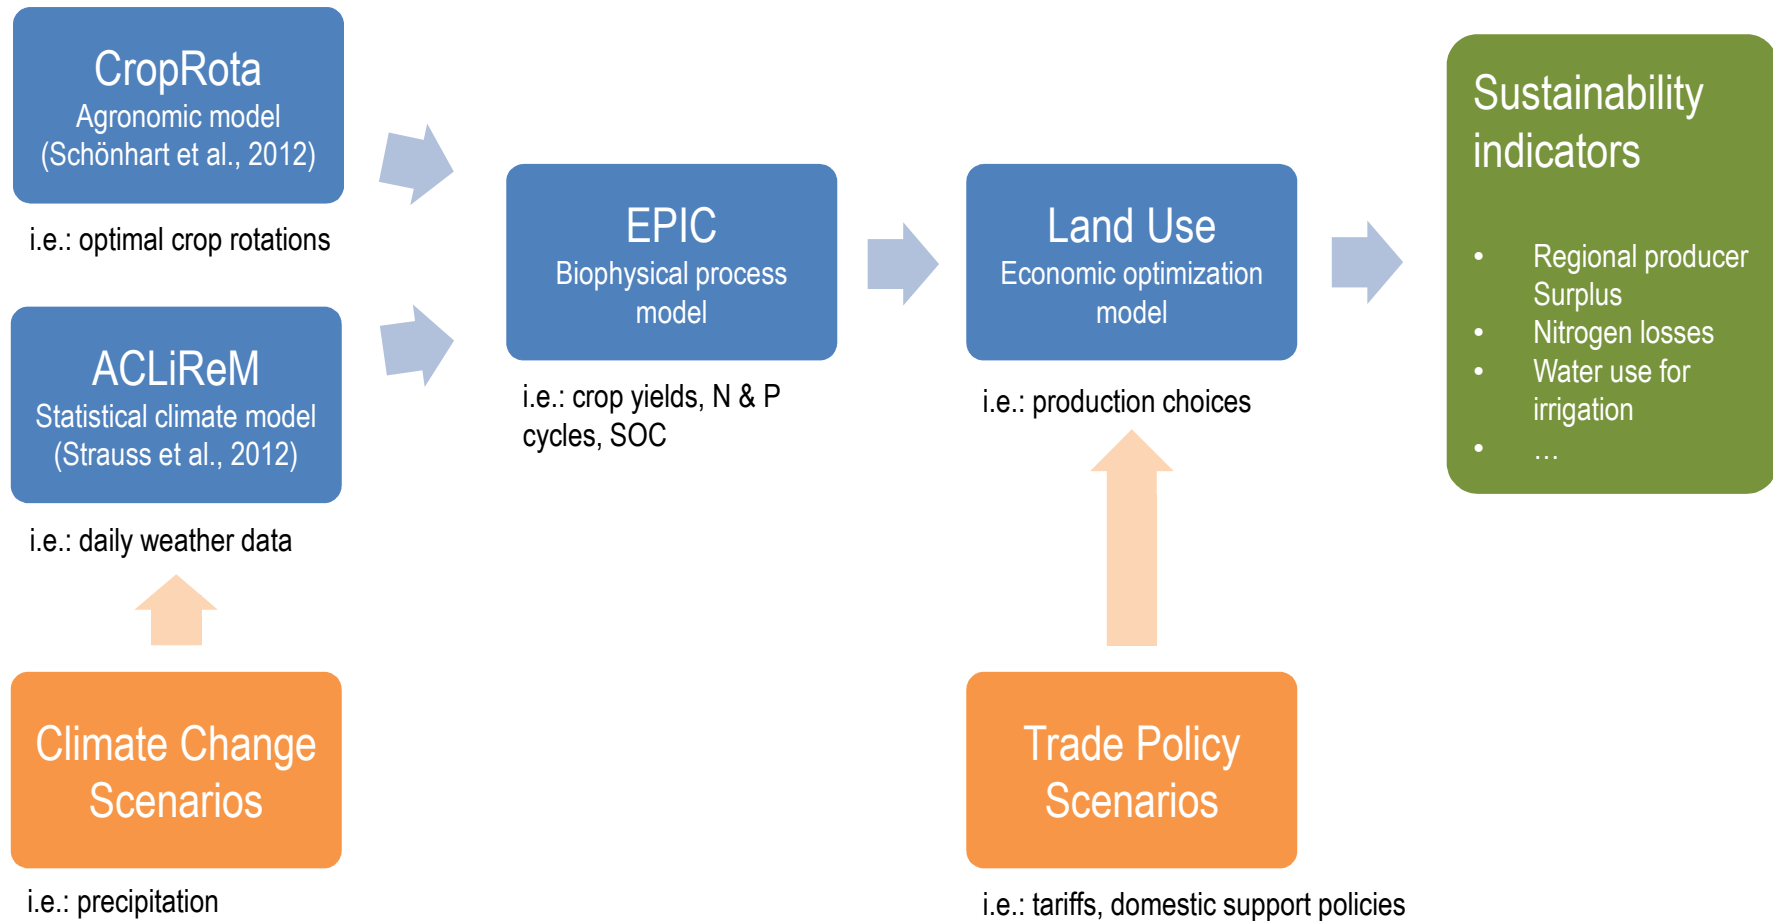 CropRota
Agronomic model
(Schönhart et al., 2012)
i.e.: optimal crop rotations
ACLiReM
Statistical climate model
(Strauss et al., 2012)
i.e.: daily weather data
Climate Change
Scenarios
i.e.: precipitation
EPIC
Biophysical process
model
i.e.: crop yields, N & P
cycles, SOC
Land Use
Economic optimization
model
i.e.: production choices
Trade Policy
Scenarios
i.e.: tariffs, domestic support policies
Sustainability
indicators
• Regional producer
Surplus
• Nitrogen losses
• Water use for
irrigation
• …